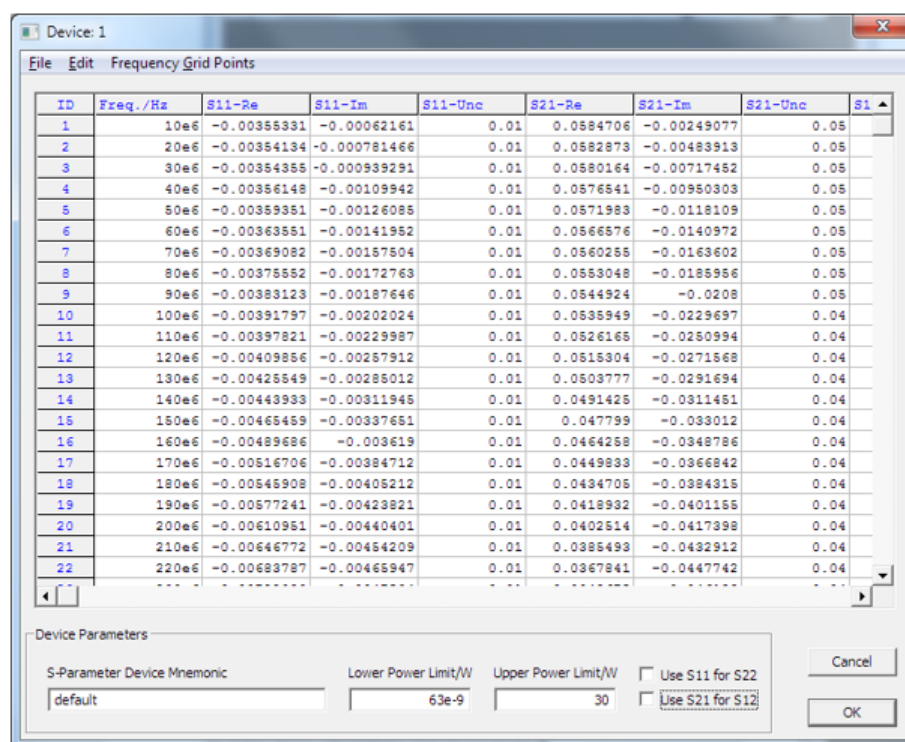 Device: 1
File Edit Frequency Grid Points
ID Freq./Hz S11-Re S11-Im S11-Unc S21-Re S21-Im S21-Unc S1
1 10e6 -0.00355331 -0.00062161 0.01 0.0584706 -0.00249077 0.05
2 20e6 -0.00354134 -0.000781466 0.01 0.0582873 -0.00483913 0.05
3 30e6 -0.00354355 -0.000939291 0.01 0.0580164 -0.00717452 0.05
4 40e6 -0.00356148 -0.00109942 0.01 0.0576541 -0.00950303 0.05
5 50e6 -0.00359351 -0.00126085 0.01 0.0571983 -0.0118109 0.05
6 60e6 -0.00363551 -0.00141952 0.01 0.0566576 -0.0140972 0.05
7 70e6 -0.00369082 -0.00157504 0.01 0.0560255 -0.0163602 0.05
8 80e6 -0.00375552 -0.00172763 0.01 0.0553048 -0.0185956 0.05
9 90e6 -0.00383123 -0.00187646 0.01 0.0544924 -0.0208 0.05
10 100e6 -0.00391797 -0.00202024 0.01 0.0535949 -0.0229697 0.04
11 110e6 -0.00397821 -0.00229987 0.01 0.0526165 -0.0250994 0.04
12 120e6 -0.00409856 -0.00257912 0.01 0.0515304 -0.0271568 0.04
13 130e6 -0.00425549 -0.00285012 0.01 0.0503777 -0.0291694 0.04
14 140e6 -0.00443933 -0.00311945 0.01 0.0491425 -0.0311451 0.04
15 150e6 -0.00465459 -0.00337651 0.01 0.047799 -0.033012 0.04
16 160e6 -0.00489686 -0.003619 0.01 0.0464258 -0.0348786 0.04
17 170e6 -0.00516706 -0.00384712 0.01 0.0449833 -0.0366842 0.04
18 180e6 -0.00545908 -0.00405212 0.01 0.0434705 -0.0384315 0.04
19 190e6 -0.00577241 -0.00423821 0.01 0.0418932 -0.0401155 0.04
20 200e6 -0.00610951 -0.00440401 0.01 0.0402514 -0.0417398 0.04
21 210e6 -0.00646772 -0.00454209 0.01 0.0385493 -0.0432912 0.04
22 220e6 -0.00683787 -0.00465947 0.01 0.0367841 -0.0447742 0.04
Device Parameters
S-Parameter Device Mnemonic Lower Power Limit/W Upper Power Limit/W Use S11 for S22 Cancel
default 63e-9 30 Use S21 for S12 OK